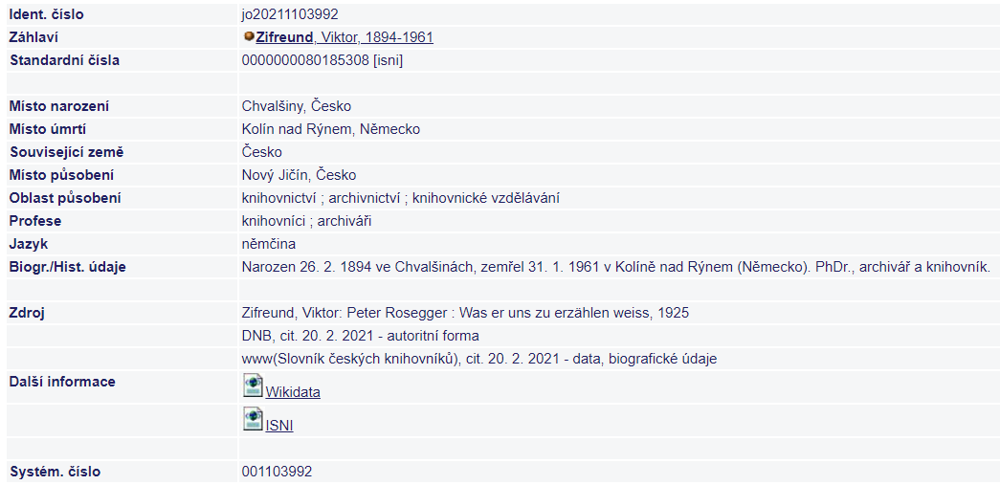 Ident. číslo jo20211103992
Záhlaví Zifreund, Viktor, 1894-1961
Standardní čísla 0000000080185308 [isni]
Místo narození Chvalšiny, Česko
Místo úmrtí Kolín nad Rýnem, Německo
Související země Česko
Místo působení Nový Jičín, Česko
Oblast působení knihovnictví ; archivnictví ; knihovnické vzdělávání
Profese knihovníci ; archiváři
Jazyk němčina
Biogr./Hist. údaje Narozen 26. 2. 1894 ve Chvalšinách, zemřel 31. 1. 1961 v Kolíně nad Rýnem (Německo). PhDr., archivář a knihovník.
Zdroj Zifreund, Viktor: Peter Rosegger : Was er uns zu erzählen weiss, 1925
DNB, cit. 20. 2. 2021 - autoritní forma
www(Slovník českých knihovníků), cit. 20. 2. 2021 - data, biografické údaje
Další informace Wikidata
ISNI
Systém. číslo 001103992